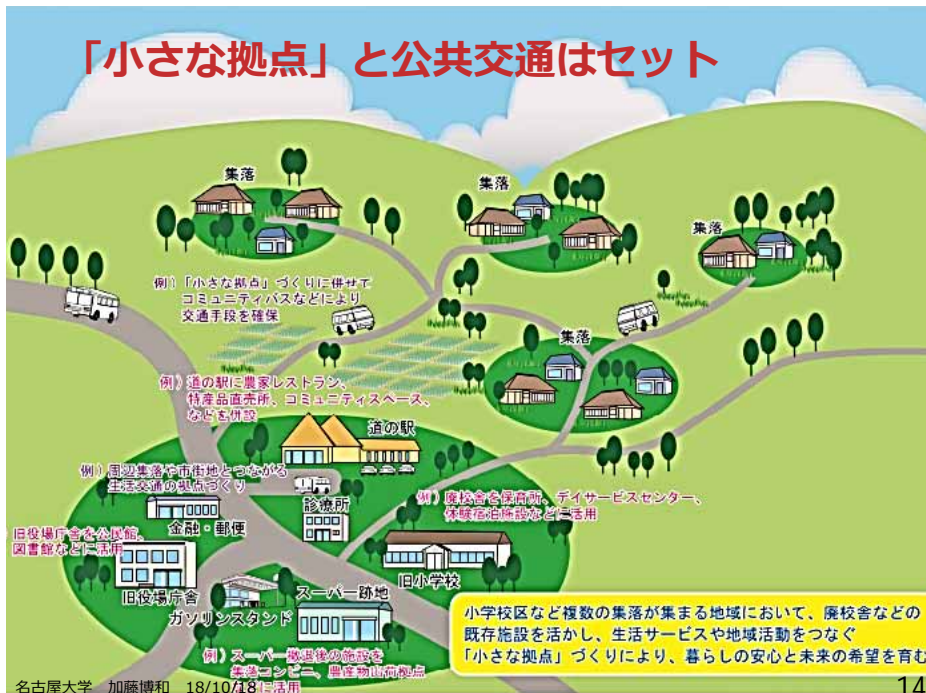 「小さな拠点」と公共交通はセット
集落
集落
集落
例）「小さな拠点」づくりに併せて
コミュニティバスなどにより
交通手段を確保
集落
例）道の駅に農家レストラン、
特産品直売所、コミュニティスペース、
などを併設
道の駅
例）周辺集落や市街地とつながる
生活交通の拠点づくり
診療所
例）廃校舎を保育所、デイサービスセンター、
体験宿泊施設などに活用
金融・郵便
旧役場庁舎を公民館、
図書館などに活用
旧役場庁舎
旧小学校
ガソリンスタンド
スーパー跡地
例）スーパー撤退後の施設を
集落コンビニ、農産物出荷拠点
などに活用
小学校区など複数の集落が集まる地域において、廃校舎などの
既存施設を活かし、生活サービスや地域活動をつなぐ
「小さな拠点」づくりにより、暮らしの安心と未来の希望を育む
名古屋大学 加藤博和 18/10/18
14